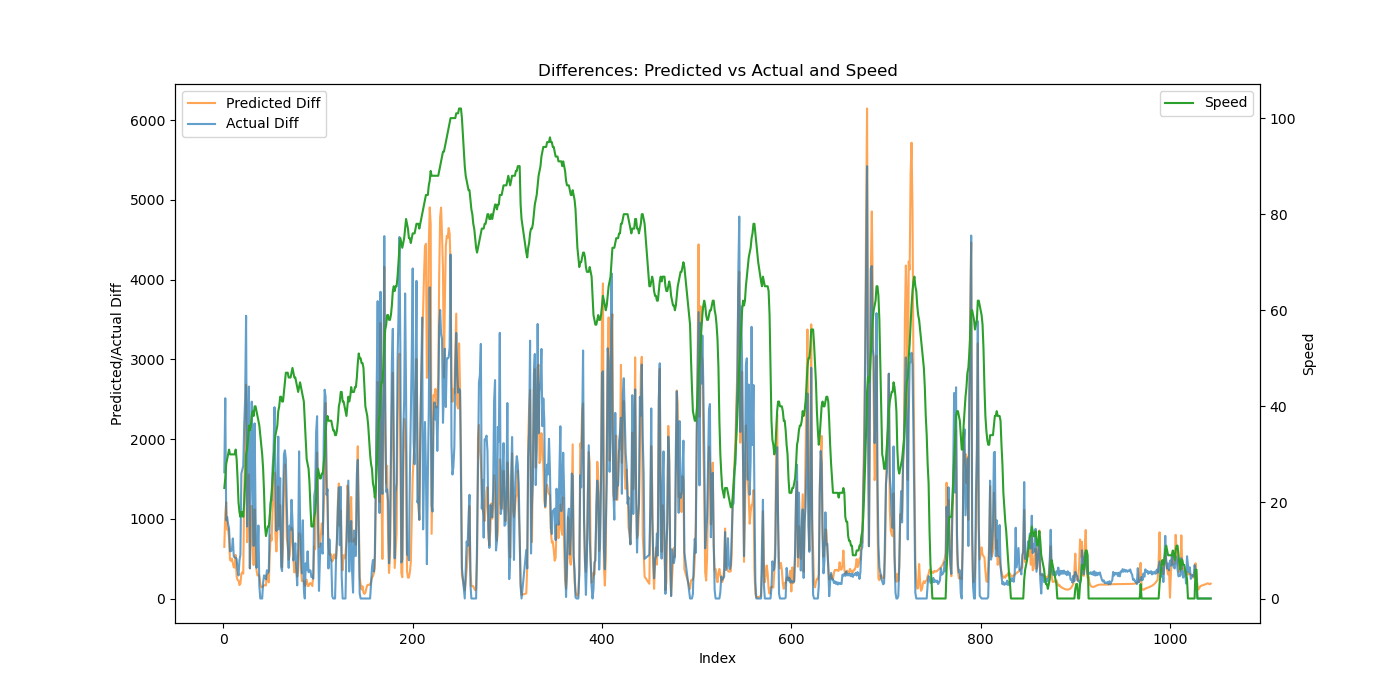 Differences: Predicted vs Actual and Speed
Predicted Diff
Actual Diff
Speed
6000
5000
4000
3000
2000
1000
0
Predicted/Actual Diff
100
80
60
40
20
0
Speed
0 200 400 600 800 1000
Index